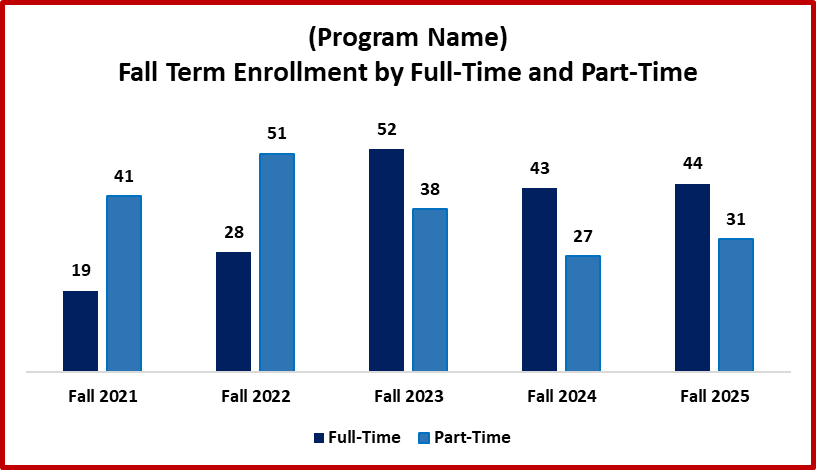 (Program Name)
Fall Term Enrollment by Full-Time and Part-Time
19
41
28
51
52
38
43
27
44
31
Fall 2021
Fall 2022
Fall 2023
Fall 2024
Fall 2025
Full-Time
Part-Time